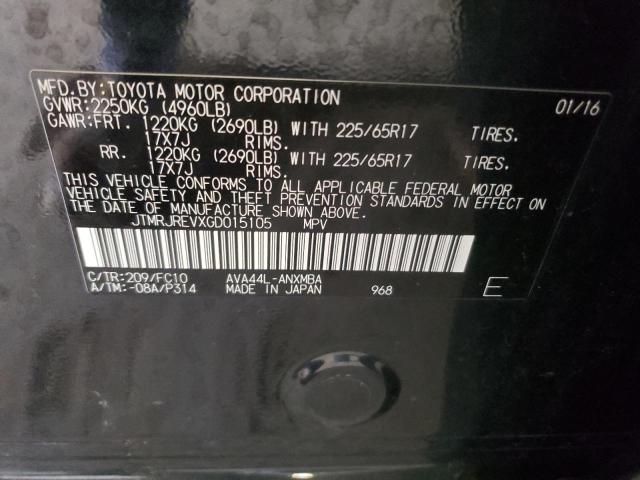 MFD.BY:TOYOTA MOTOR CORPORATION 01/16
GVWR:2250KG (4960LB)
GAWR:FRT. 1220KG (2690LB) WITH 225/65R17 TIRES.
17X7J RIMS.
RR. 1220KG (2690LB) WITH 225/65R17 TIRES.
17X7J RIMS.
THIS VEHICLE CONFORMS TO ALL APPLICABLE FEDERAL MOTOR
VEHICLE SAFETY AND THEFT PREVENTION STANDARDS IN EFFECT ON
THE DATE OF MANUFACTURE SHOWN ABOVE.
JTMRJREVXGD015105 MPV
C/TR:209/FC10 AVA44L-ANXMBA
A/TM:-08A/P314 MADE IN JAPAN 968 E